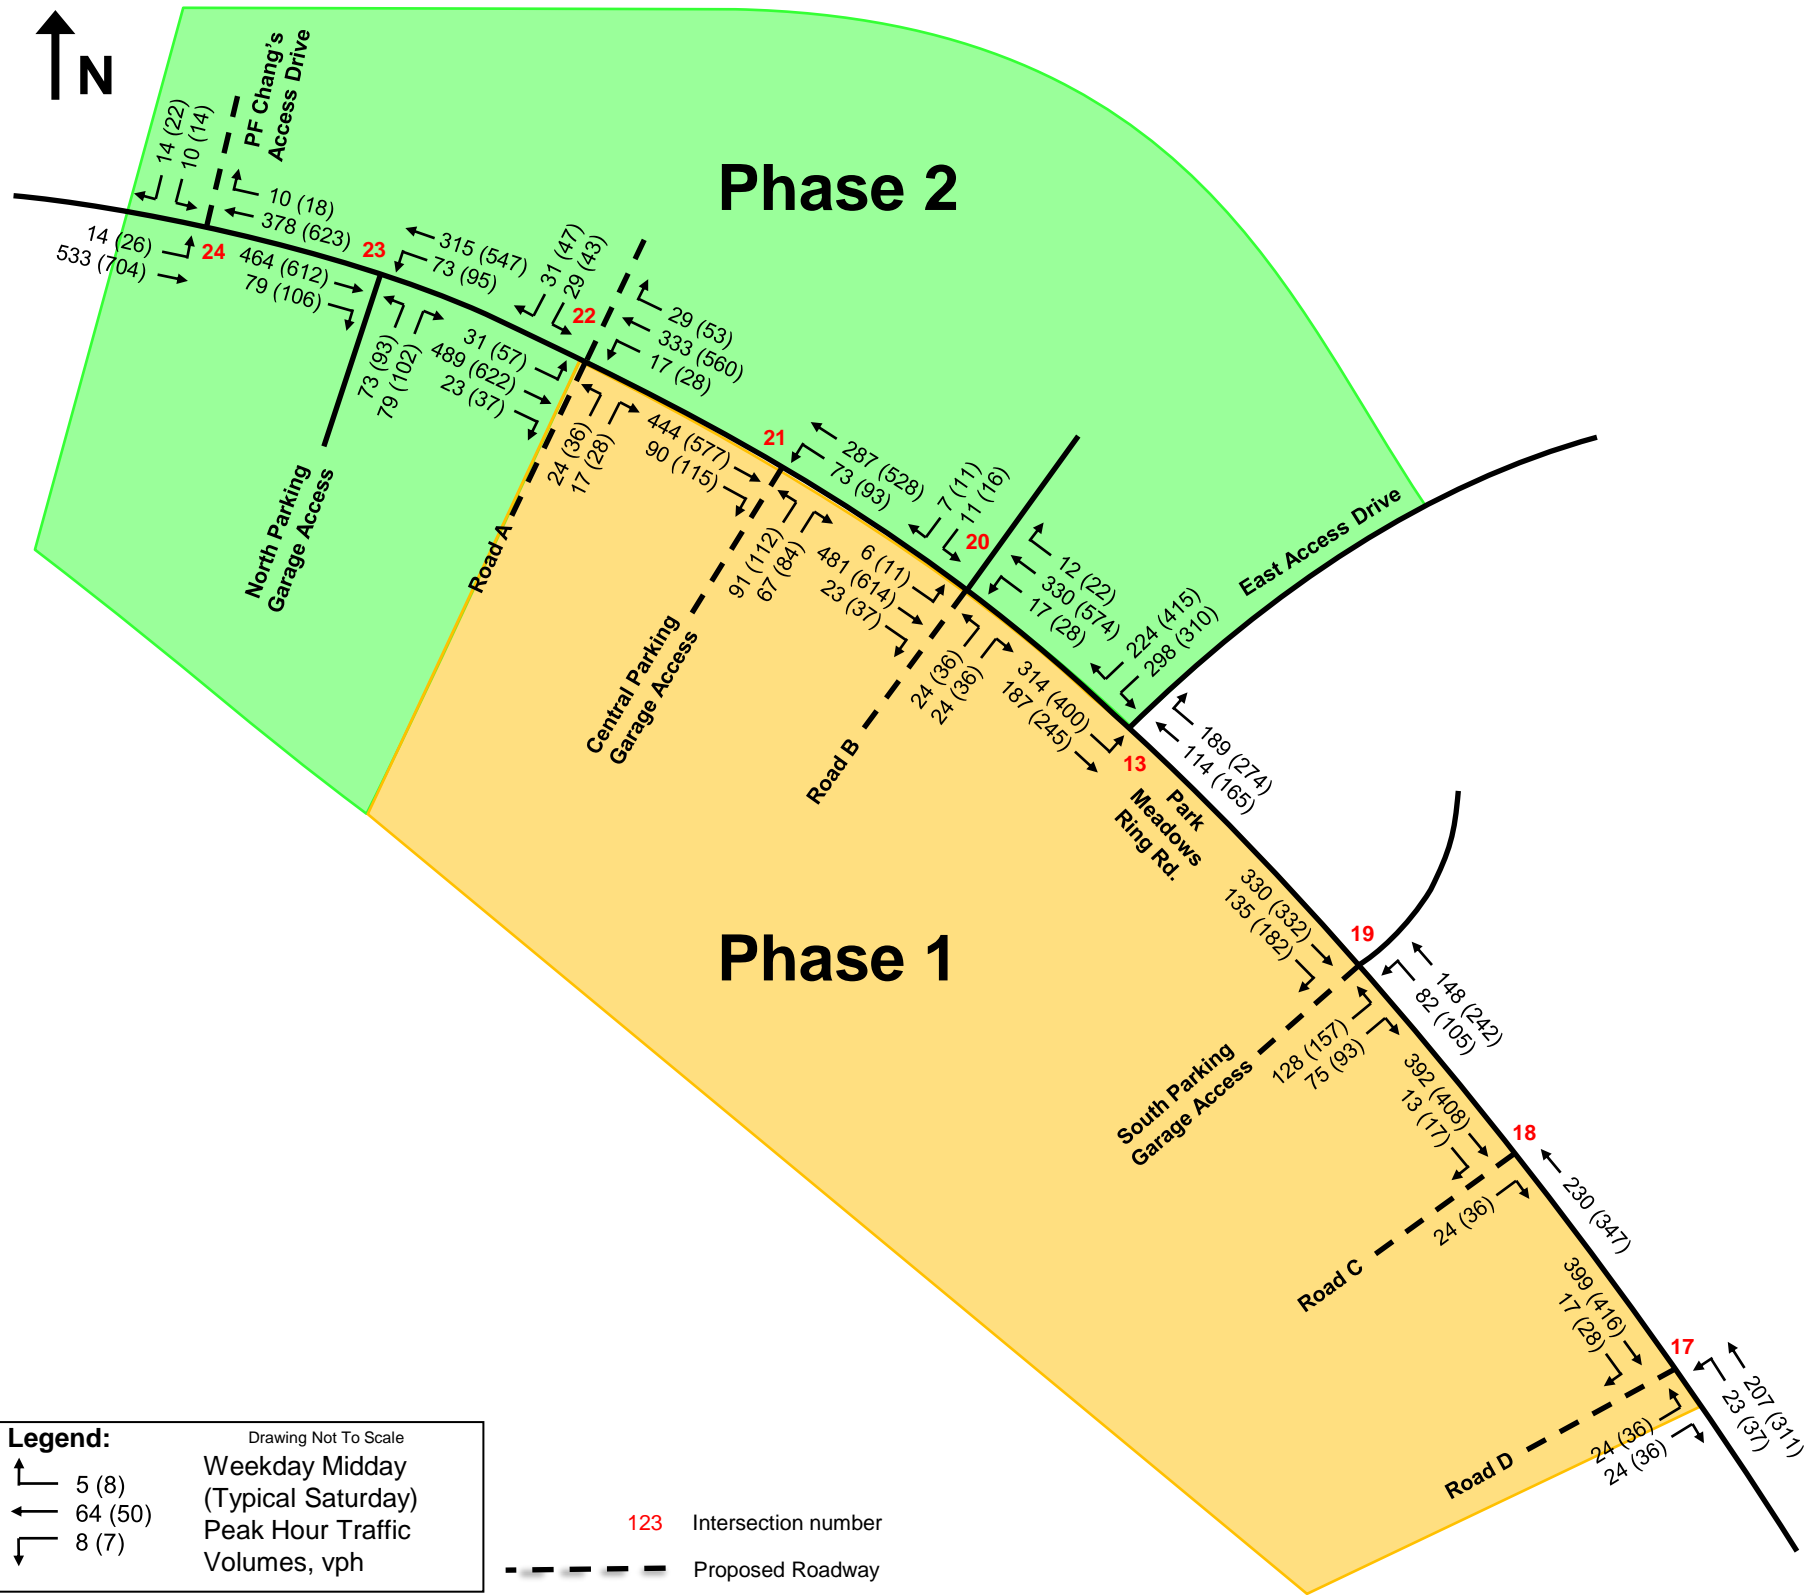 N
PF Chang's
Access Drive
14 (22)
10 (14)
10 (18)
378 (623)
14 (26)
533 (704)
24
464 (612)
79 (106)
23
315 (547)
73 (95)
73 (93)
79 (102)
North Parking
Garage Access
31 (47)
29 (43)
22
29 (53)
333 (560)
17 (28)
31 (57)
489 (622)
23 (37)
24 (36)
17 (28)
Road A
Phase 2
444 (577)
90 (115)
21
287 (528)
73 (93)
91 (112)
67 (84)
Central Parking
Garage Access
7 (11)
11 (16)
20
12 (22)
330 (574)
17 (28)
6 (11)
481 (614)
23 (37)
24 (36)
24 (36)
Road B
East Access Drive
224 (415)
298 (310)
314 (400)
187 (245)
13
189 (274)
114 (165)
Park
Meadows
Ring Rd.
Phase 1
330 (332)
135 (182)
19
148 (242)
82 (105)
128 (157)
75 (93)
South Parking
Garage Access
392 (408)
13 (17)
18
230 (347)
24 (36)
Road C
399 (416)
17 (28)
17
207 (311)
23 (37)
24 (36)
24 (36)
Road D
Legend:
Drawing Not To Scale
5 (8)
64 (50)
8 (7)
Weekday Midday
(Typical Saturday)
Peak Hour Traffic
Volumes, vph
123 Intersection number
Proposed Roadway